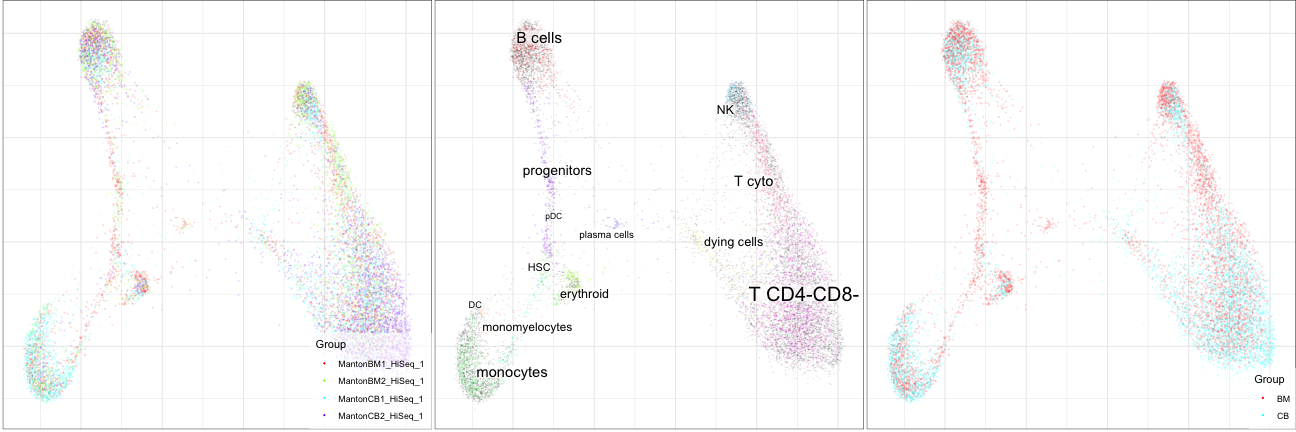 Group
MantonBM1_HiSeq_1
MantonBM2_HiSeq_1
MantonCB1_HiSeq_1
MantonCB2_HiSeq_1
B cells
NK
progenitors
T cyto
pDC
plasma cells
dying cells
HSC
erythroid
T CD4-CD8-
DC
monomyelocytes
monocytes
Group
BM
CB